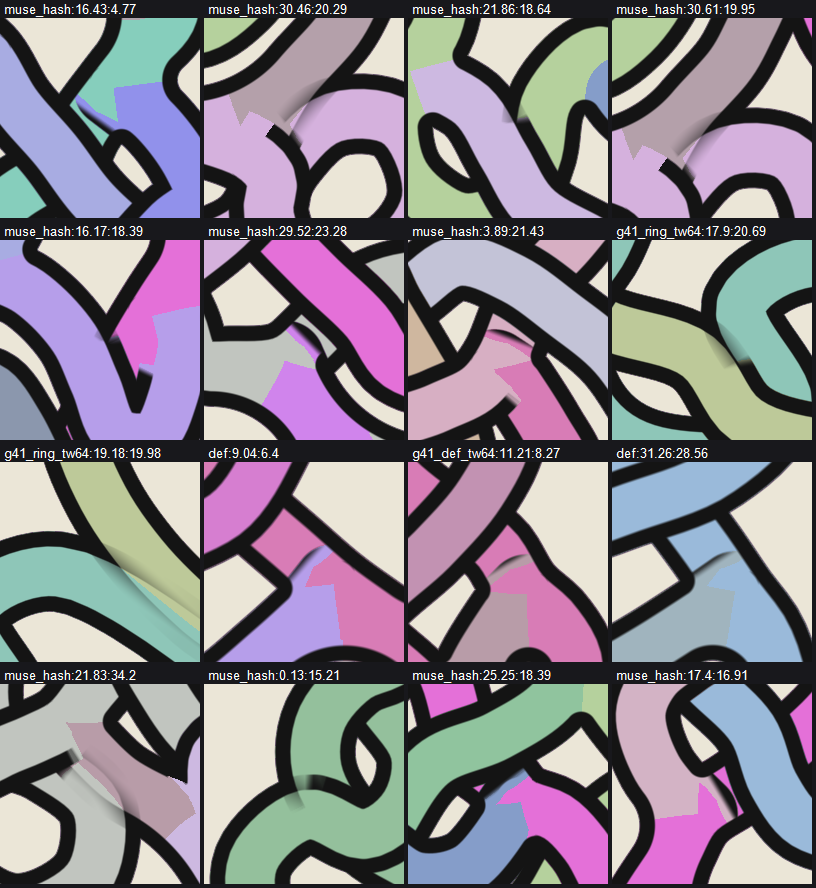 muse_hash:16.43:4.77
muse_hash:30.46:20.29
muse_hash:21.86:18.64
muse_hash:30.61:19.95
muse_hash:16.17:18.39
muse_hash:29.52:23.28
muse_hash:3.89:21.43
g41_ring_tw64:17.9:20.69
g41_ring_tw64:19.18:19.98
def:9.04:6.4
g41_def_tw64:11.21:8.27
def:31.26:28.56
muse_hash:21.83:34.2
muse_hash:0.13:15.21
muse_hash:25.25:18.39
muse_hash:17.4:16.91